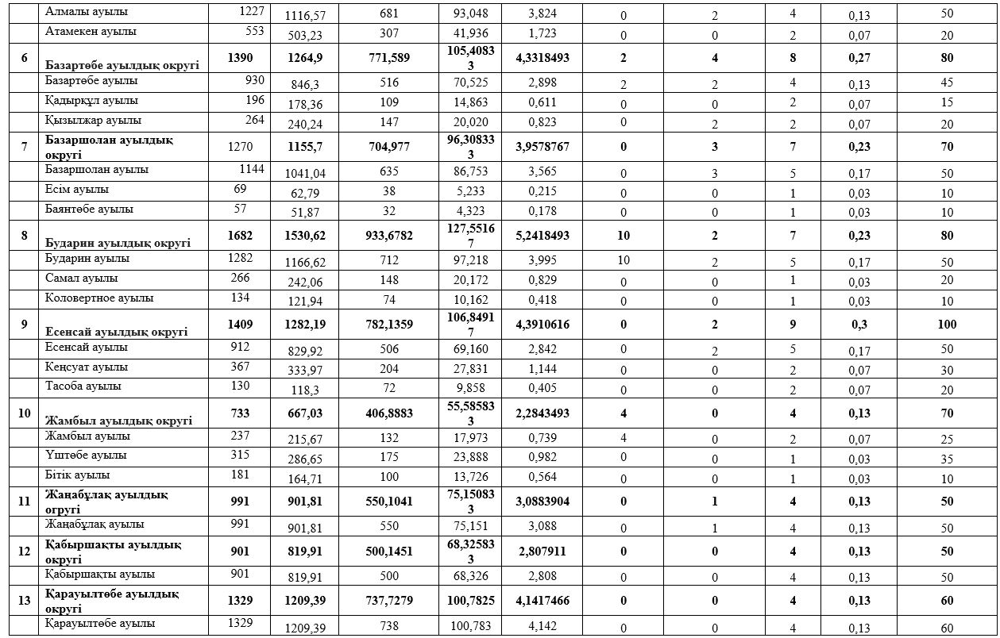 Алмалы ауылы 1227 1116,57 681 93,048 3,824 0 2 4 0,13 50
Атамекен ауылы 553 503,23 307 41,936 1,723 0 0 2 0,07 20
6 Базартөбе ауылдық округі 1390 1264,9 771,589 105,4083
3 4,3318493 2 4 8 0,27 80
Базартөбе ауылы 930 846,3 516 70,525 2,898 2 2 4 0,13 45
Қадырқұл ауылы 196 178,36 109 14,863 0,611 0 0 2 0,07 15
Қызылжар ауылы 264 240,24 147 20,020 0,823 0 2 2 0,07 20
7 Базаршолан ауылдық
округі 1270 1155,7 704,977 96,30833
3 3,9578767 0 3 7 0,23 70
Базаршолан ауылы 1144 1041,04 635 86,753 3,565 0 3 5 0,17 50
Есім ауылы 69 62,79 38 5,233 0,215 0 0 1 0,03 10
Баянтөбе ауылы 57 51,87 32 4,323 0,178 0 0 1 0,03 10
8 Бударин ауылдық округі 1682 1530,62 933,6782 127,5516
7 5,2418493 10 2 7 0,23 80
Бударин ауылы 1282 1166,62 712 97,218 3,995 10 2 5 0,17 50
Самал ауылы 266 242,06 148 20,172 0,829 0 0 1 0,03 20
Коловертное ауылы 134 121,94 74 10,162 0,418 0 0 1 0,03 10
9 Есенсай ауылдық округі 1409 1282,19 782,1359 106,8491
7 4,3910616 0 2 9 0,3 100
Есенсай ауылы 912 829,92 506 69,160 2,842 0 2 5 0,17 50
Кеңсуат ауылы 367 333,97 204 27,831 1,144 0 0 2 0,07 30
Тасоба ауылы 130 118,3 72 9,858 0,405 0 0 2 0,07 20
10 Жамбыл ауылдық округі 733 667,03 406,8883 55,58583
3 2,2843493 4 0 4 0,13 70
Жамбыл ауылы 237 215,67 132 17,973 0,739 4 0 2 0,07 25
Үштөбе ауылы 315 286,65 175 23,888 0,982 0 0 1 0,03 35
Бітік ауылы 181 164,71 100 13,726 0,564 0 0 1 0,03 10
11 Жаңабұлақ ауылдық
огругі 991 901,81 550,1041 75,15083
3 3,0883904 0 1 4 0,13 50
Жаңабұлақ ауылы 991 901,81 550 75,151 3,088 0 1 4 0,13 50
12 Қабыршақты ауылдық
округі 901 819,91 500,1451 68,32583
3 2,807911 0 0 4 0,13 50
Қабыршақты ауылы 901 819,91 500 68,326 2,808 0 0 4 0,13 50
13 Қарауылтөбе ауылдық
округі 1329 1209,39 737,7279 100,7825 4,1417466 0 0 4 0,13 60
Қарауылтөбе ауылы 1329 1209,39 738 100,783 4,142 0 0 4 0,13 60